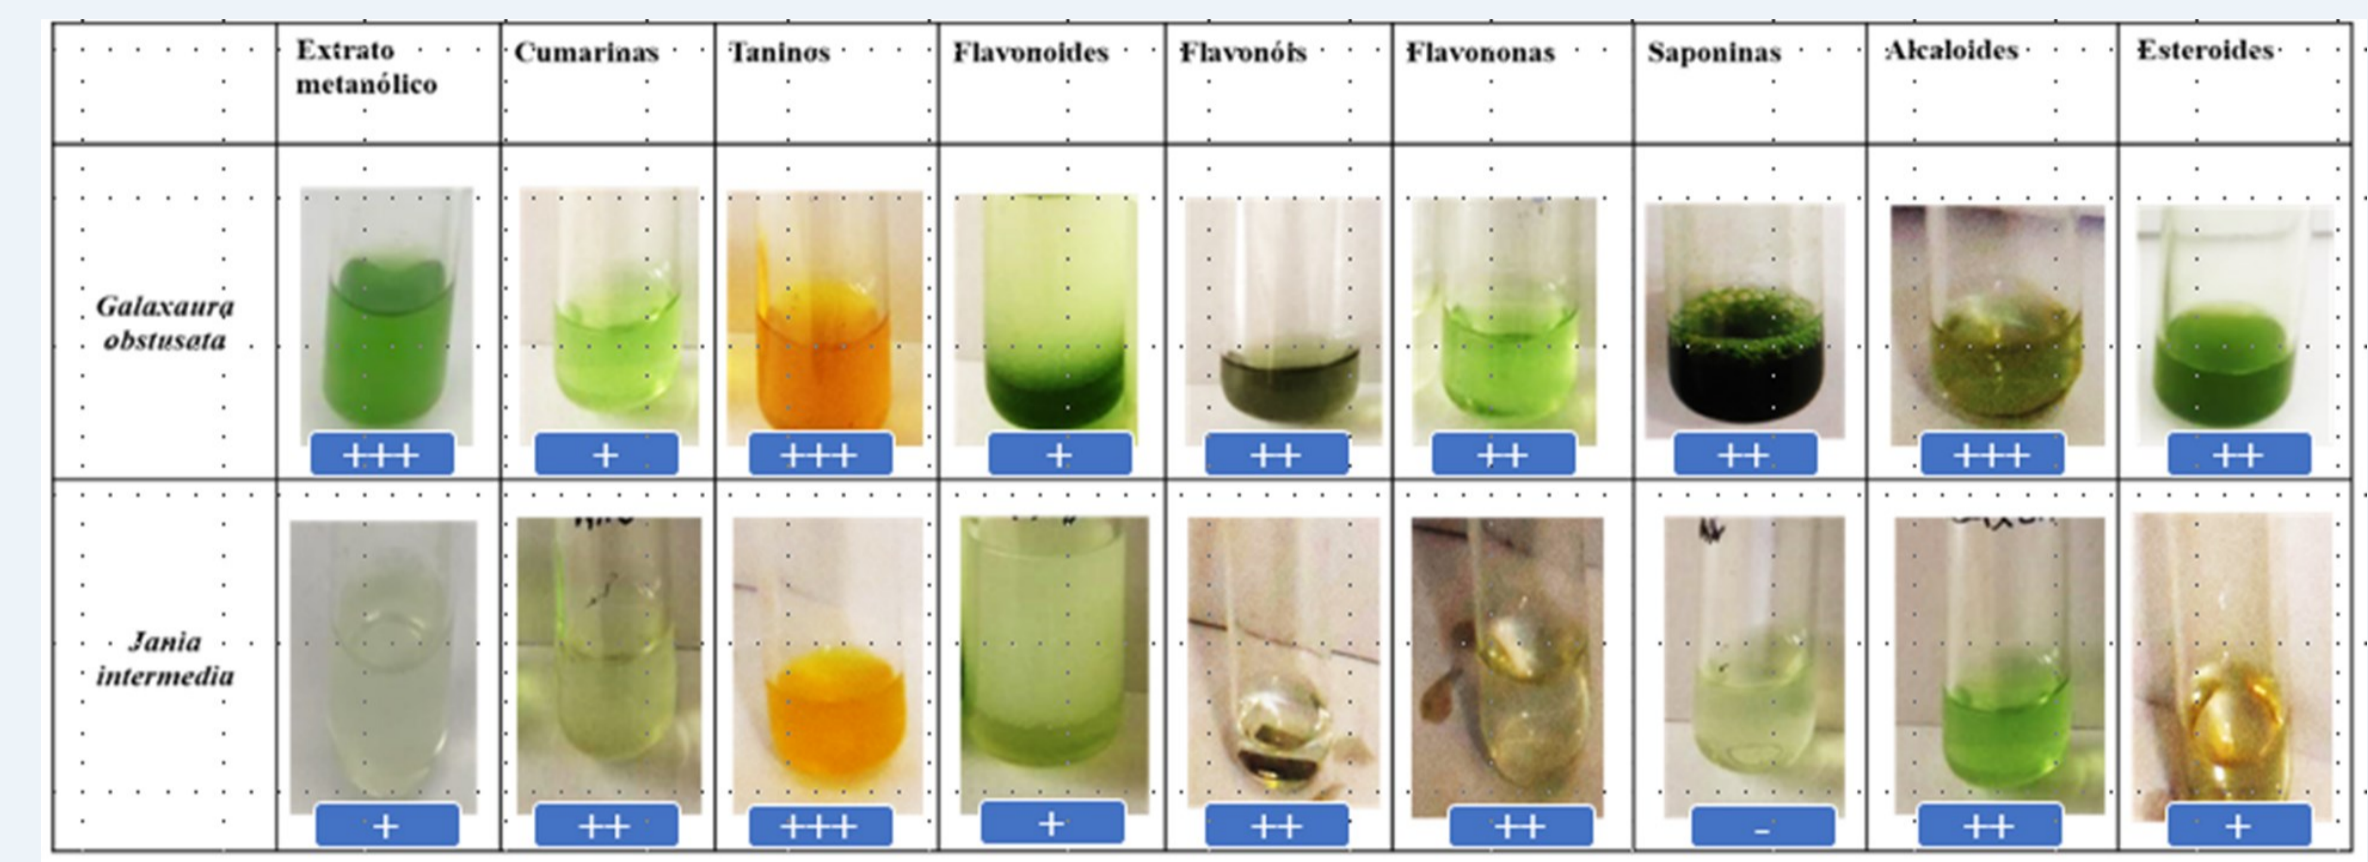 Extrato
metanólico
Cumarinas
Taninos
Flavonoides
Flavonóis
Flavononas
Saponinas
Alcaloides
Esteroides
Galaxaura
obstusata
+++
+
+++
+
++
++
++
+++
++
Jania
intermedia
+
++
+++
+
++
++
-
++
+